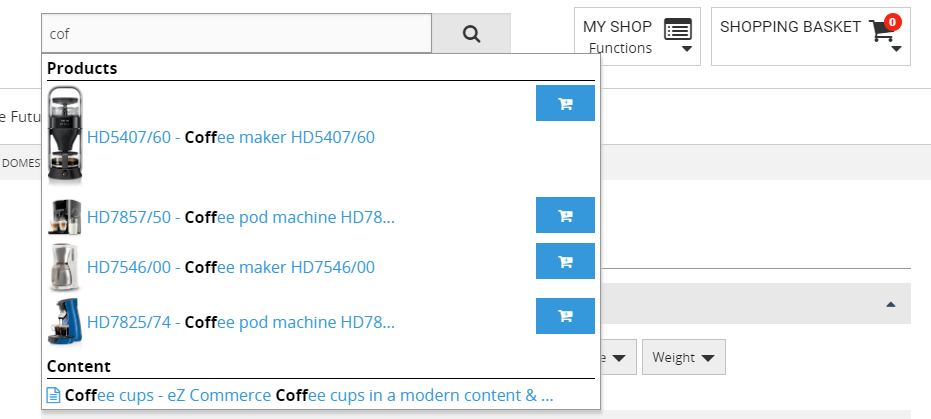 cof
MY SHOP
Functions
SHOPPING BASKET
0
Products
e Futu
HD5407/60 - Coffee maker HD5407/60
DOMES
HD7857/50 - Coffee pod machine HD78...
HD7546/00 - Coffee maker HD7546/00
HD7825/74 - Coffee pod machine HD78...
e
Weight
Content
Coffee cups - eZ Commerce Coffee cups in a modern content & ...